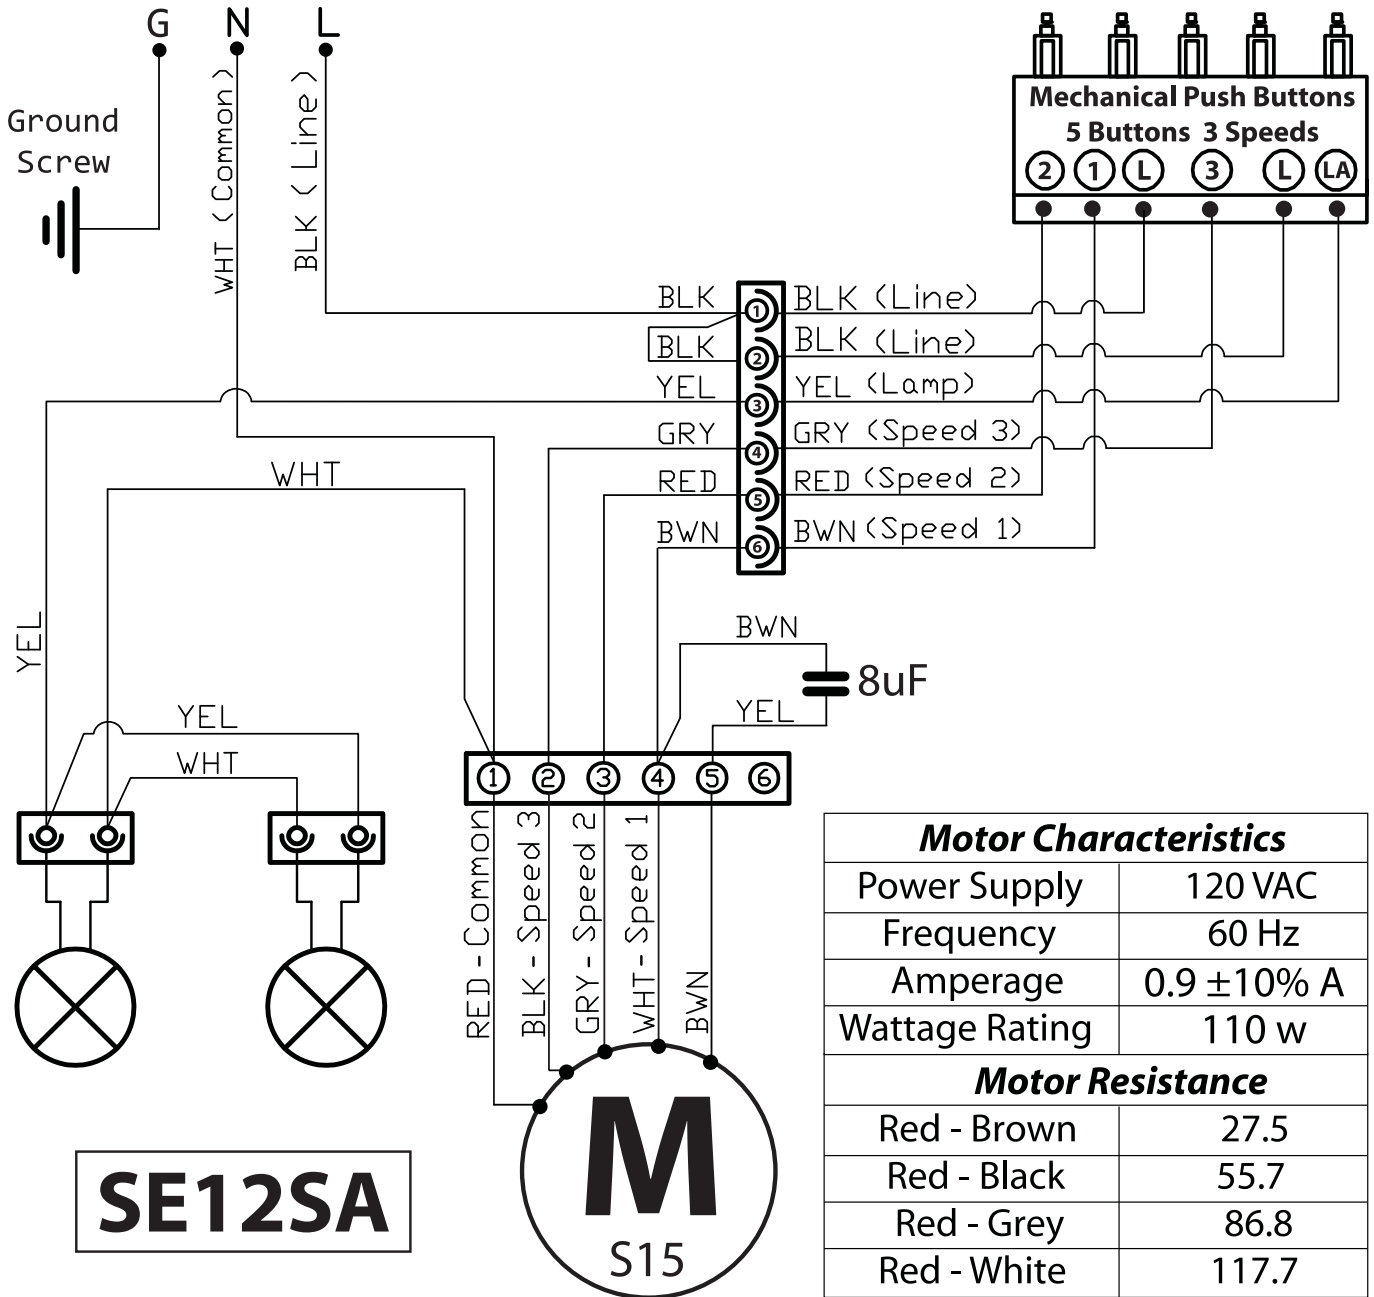 G N L
Ground
Screw
WHT (Common)
BLK (Line)
Mechanical Push Buttons
5 Buttons 3 Speeds
2 1 L 3 L LA
BLK 1 BLK (Line)
BLK 2 BLK (Line)
YEL 3 YEL (Lamp)
GRY 4 GRY (Speed 3)
RED 5 RED (Speed 2)
BWN 6 BWN (Speed 1)
WHT
YEL
BWN
8uF
YEL
YEL
WHT
1 2 3 4 5 6
RED - Common
BLK - Speed 3
GRY - Speed 2
WHT - Speed 1
BWN
M
S15
SE12SA
Motor Characteristics
Power Supply 120 VAC
Frequency 60 Hz
Amperage 0.9 ±10% A
Wattage Rating 110 w
Motor Resistance
Red - Brown 27.5
Red - Black 55.7
Red - Grey 86.8
Red - White 117.7